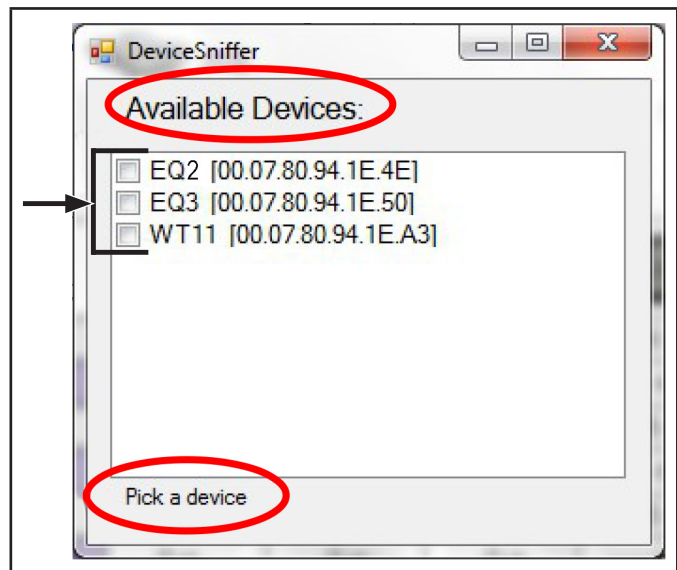 DeviceSniffer
Available Devices:
EQ2 [00.07.80.94.1E.4E]
EQ3 [00.07.80.94.1E.50]
WT11 [00.07.80.94.1E.A3]
Pick a device